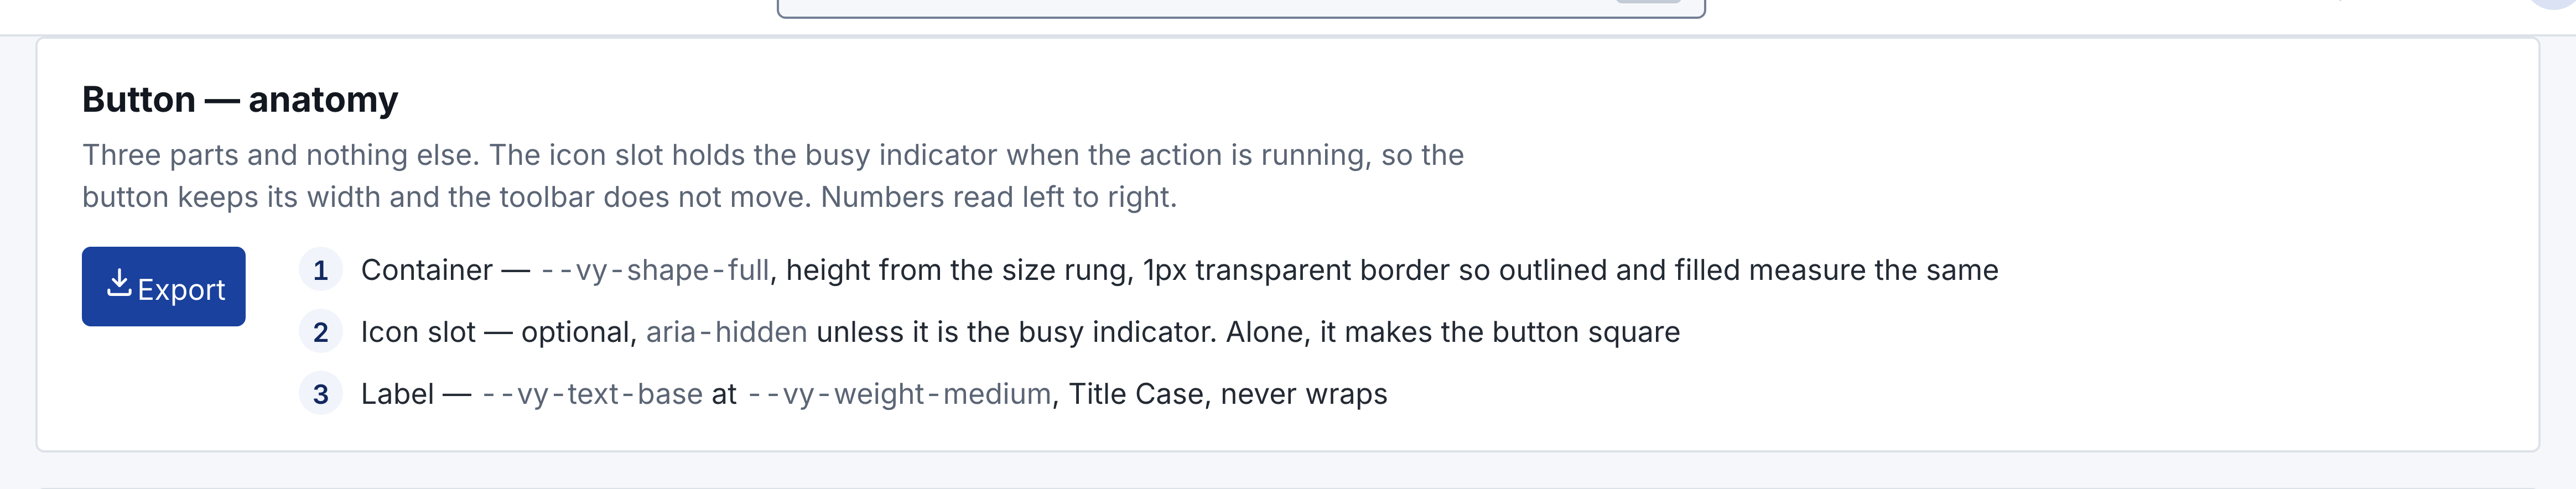 Button — anatomy
Three parts and nothing else. The icon slot holds the busy indicator when the action is running, so the
button keeps its width and the toolbar does not move. Numbers read left to right.
Export
1 Container — --vy-shape-full, height from the size rung, 1px transparent border so outlined and filled measure the same
2 Icon slot — optional, aria-hidden unless it is the busy indicator. Alone, it makes the button square
3 Label — --vy-text-base at --vy-weight-medium, Title Case, never wraps